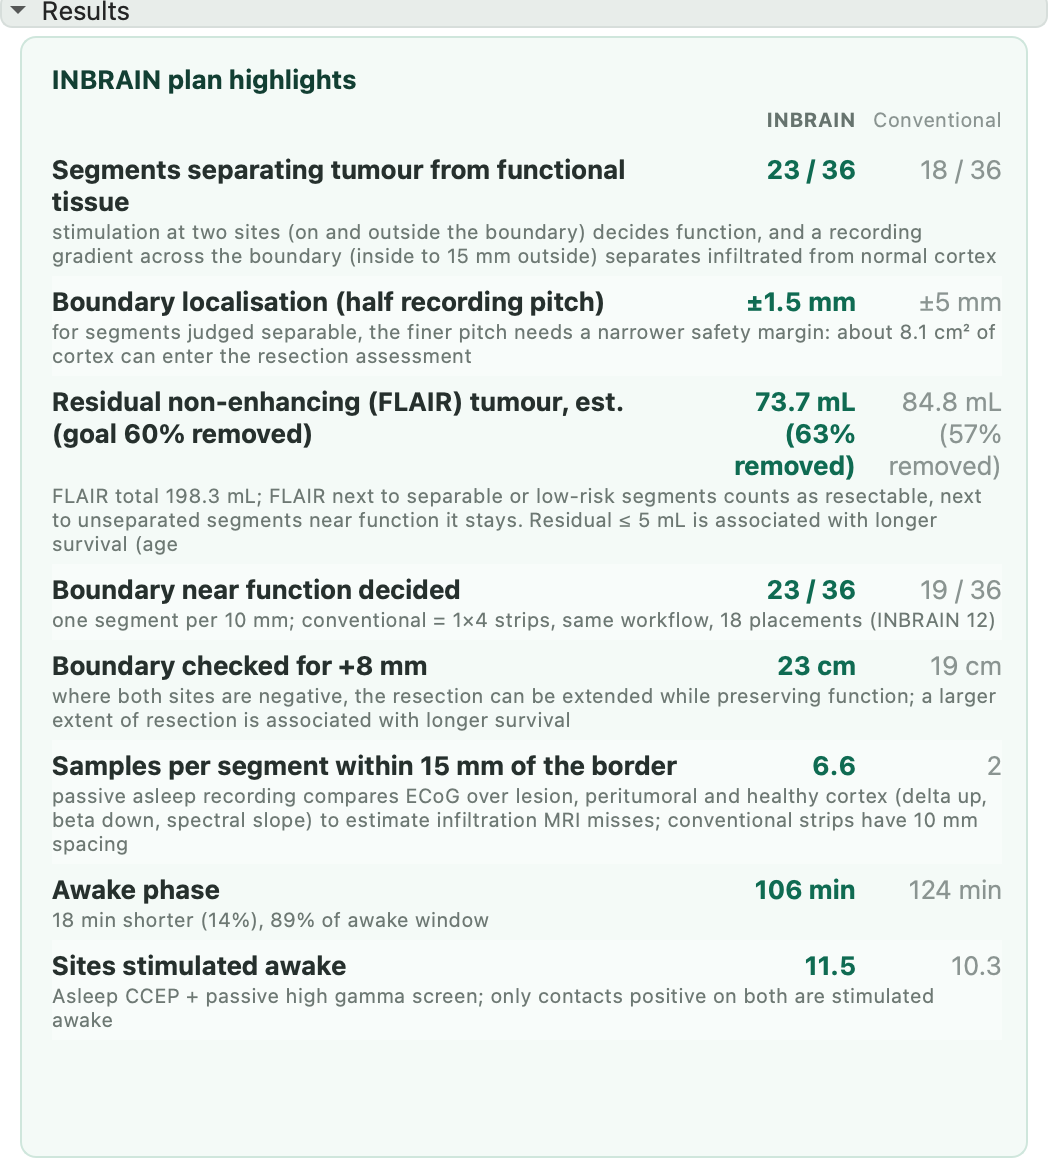 Results
INBRAIN plan highlights
INBRAIN Conventional
Segments separating tumour from functional 23 / 36 18 / 36
tissue
stimulation at two sites (on and outside the boundary) decides function, and a recording
gradient across the boundary (inside to 15 mm outside) separates infiltrated from normal cortex
Boundary localisation (half recording pitch) ±1.5 mm ±5 mm
for segments judged separable, the finer pitch needs a narrower safety margin: about 8.1 cm² of
cortex can enter the resection assessment
Residual non-enhancing (FLAIR) tumour, est. 73.7 mL 84.8 mL
(goal 60% removed) (63% (57%
removed) removed)
FLAIR total 198.3 mL; FLAIR next to separable or low-risk segments counts as resectable, next
to unseparated segments near function it stays. Residual ≤ 5 mL is associated with longer
survival (age
Boundary near function decided 23 / 36 19 / 36
one segment per 10 mm; conventional = 1×4 strips, same workflow, 18 placements (INBRAIN 12)
Boundary checked for +8 mm 23 cm 19 cm
where both sites are negative, the resection can be extended while preserving function; a larger
extent of resection is associated with longer survival
Samples per segment within 15 mm of the border 6.6 2
passive asleep recording compares ECoG over lesion, peritumoral and healthy cortex (delta up,
beta down, spectral slope) to estimate infiltration MRI misses; conventional strips have 10 mm
spacing
Awake phase 106 min 124 min
18 min shorter (14%), 89% of awake window
Sites stimulated awake 11.5 10.3
Asleep CCEP + passive high gamma screen; only contacts positive on both are stimulated
awake